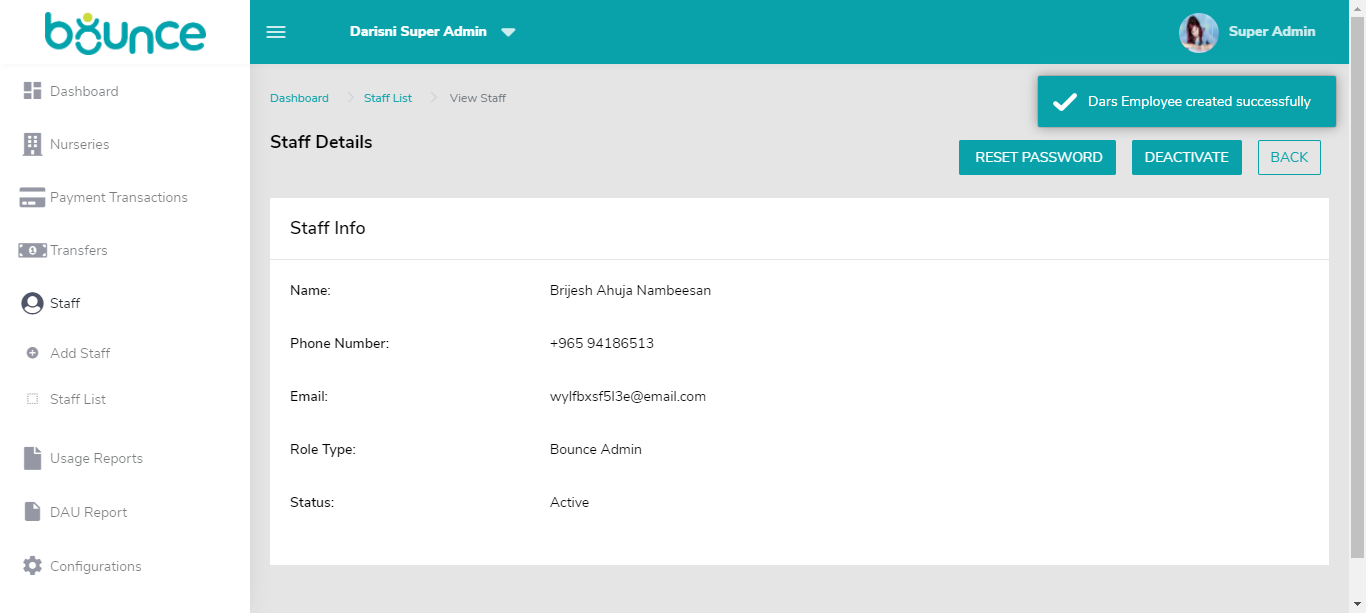 bounce
Darisni Super Admin
Super Admin
Dashboard
Nurseries
Payment Transactions
Transfers
Staff
Add Staff
Staff List
Usage Reports
DAU Report
Configurations
Dashboard Staff List View Staff
Dars Employee created successfully
Staff Details
RESET PASSWORD DEACTIVATE BACK
Staff Info
Name: Brijesh Ahuja Nambeesan
Phone Number: +965 94186513
Email: wylfbxsf5l3e@email.com
Role Type: Bounce Admin
Status: Active